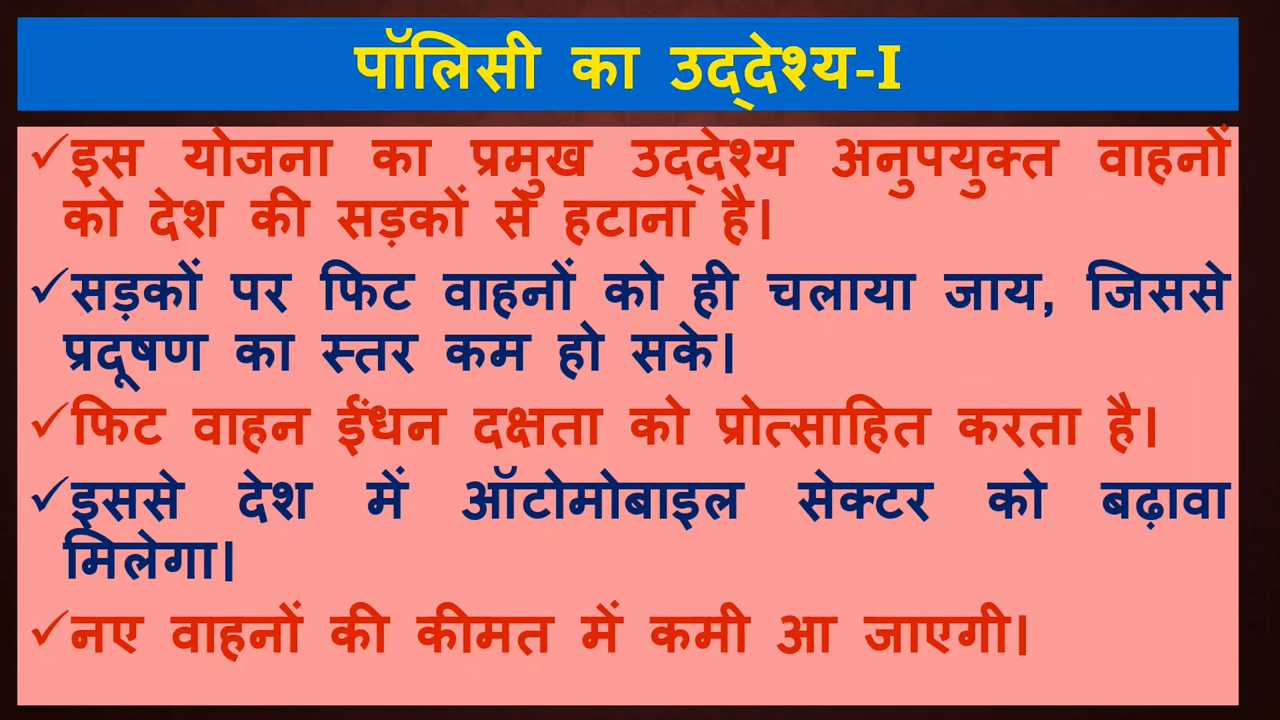 पॉलिसी का उद्‌देश्य-I
✓इस योजना का प्रमुख उद्‌देश्य अनुपयुक्त वाहनों
को देश की सड़कों से हटाना है।
✓सड़कों पर फिट वाहनों को ही चलाया जाय, जिससे
प्रदूषण का स्तर कम हो सके।
✓फिट वाहन ईंधन दक्षता को प्रोत्साहित करता है।
✓इससे देश में ऑटोमोबाइल सेक्टर को बढ़ावा
मिलेगा।
✓नए वाहनों की कीमत में कमी आ जाएगी।